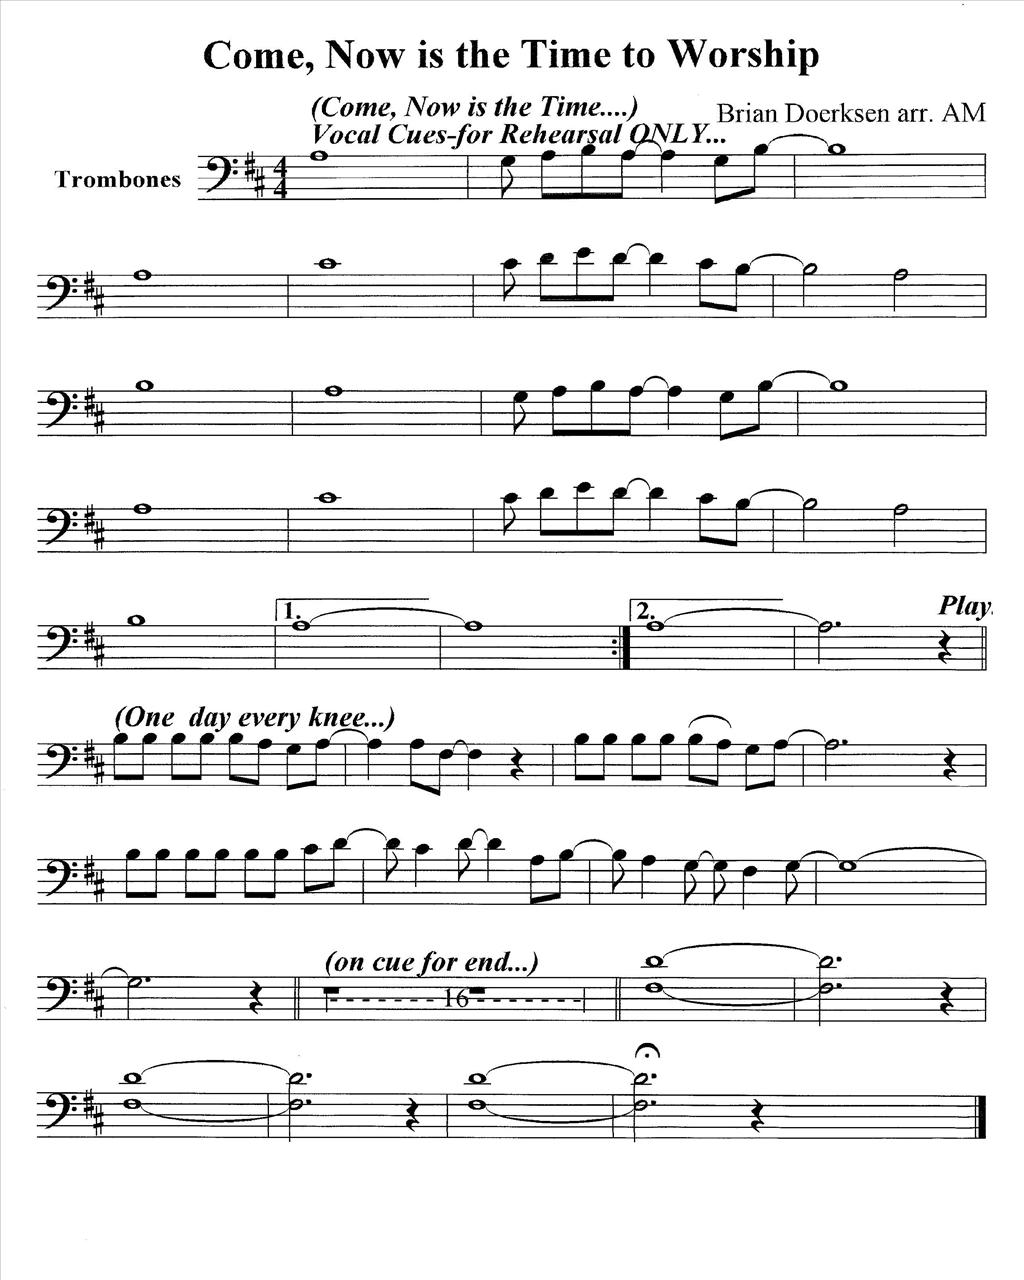 Come, Now is the Time to Worship
(Come, Now is the Time....)
Brian Doerksen arr. AM
Vocal Cues-for Rehearsal ONLY...
Trombones
4
4
1.
2.
Play.
(One day every knee...)
(on cue for end...)
16